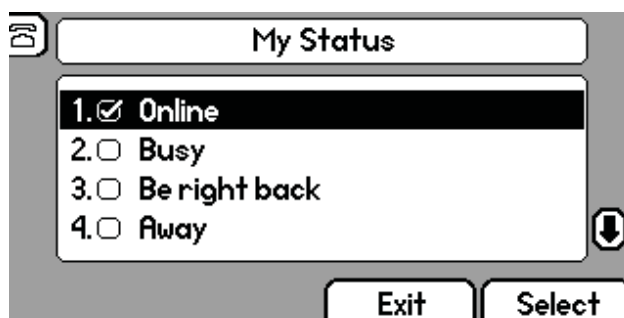 My Status
1. Online
2. Busy
3. Be right back
4. Away
Exit Select